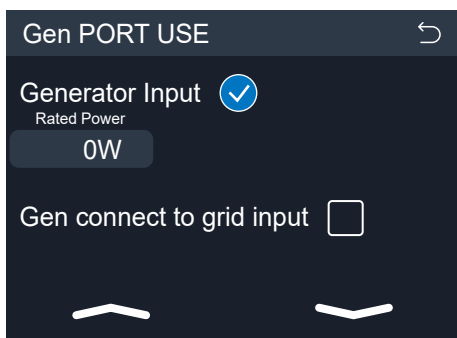 Gen PORT USE
Generator Input
Rated Power
0W
Gen connect to grid input